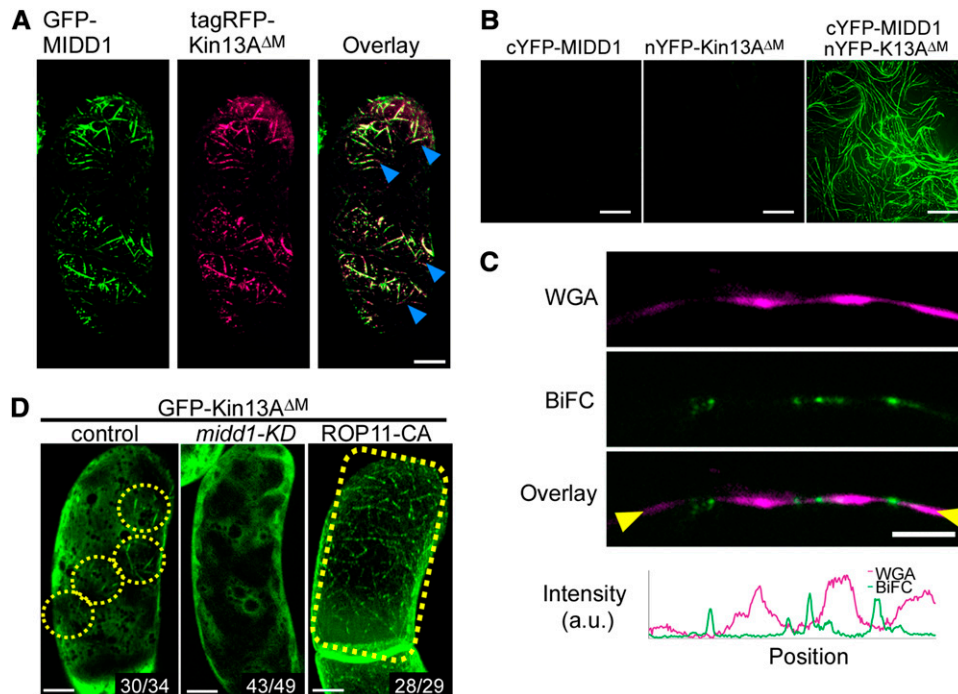 A
GFP-MIDD1
tagRFP-Kin13AΔM
Overlay
B
cYFP-MIDD1
nYFP-Kin13AΔM
cYFP-MIDD1
nYFP-K13AΔM
C
WGA
BiFC
Overlay
WGA
BiFC
Intensity
(a.u.)
Position
D
GFP-Kin13AΔM
control
midd1-KD
ROP11-CA
30/34
43/49
28/29